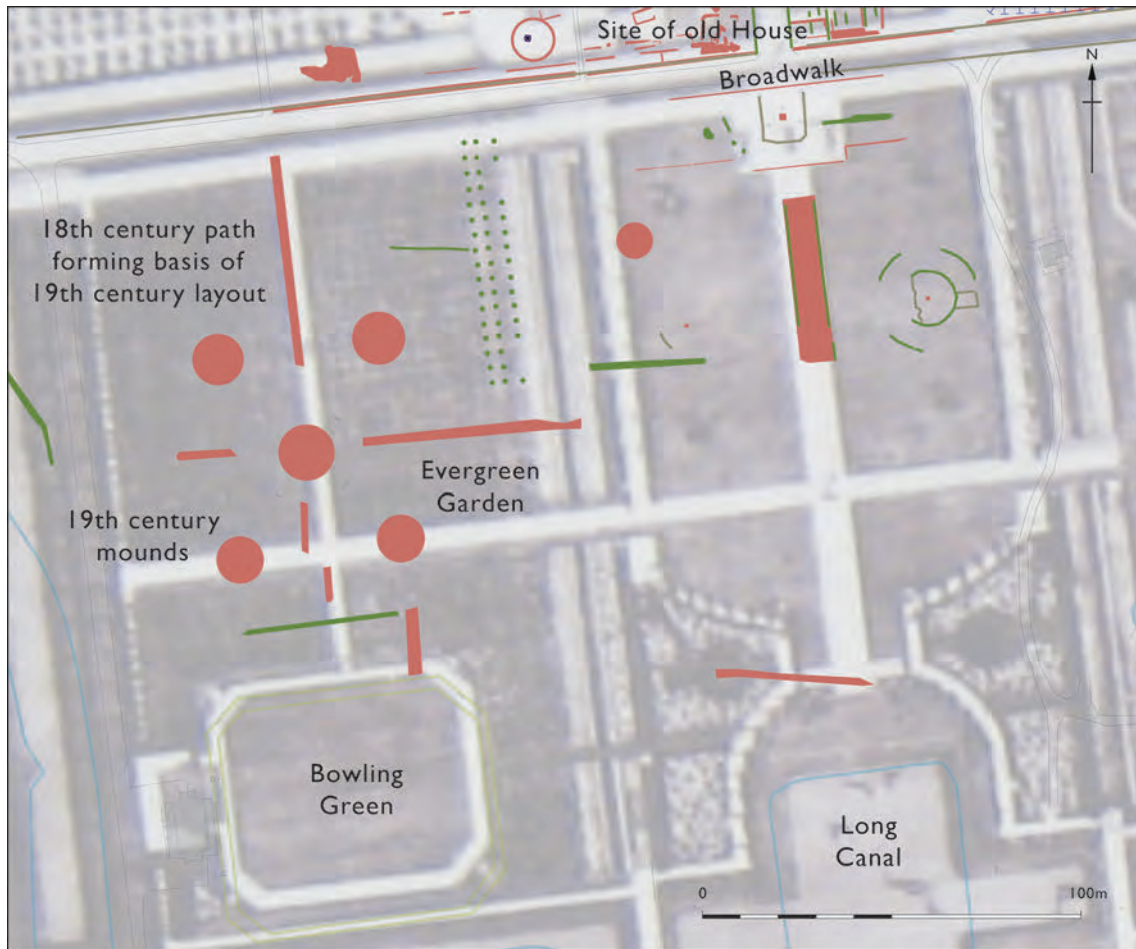 Site of old House
Broadwalk
N
18th century path
forming basis of
19th century layout
Evergreen
Garden
19th century
mounds
Bowling
Green
Long
Canal
0
100m